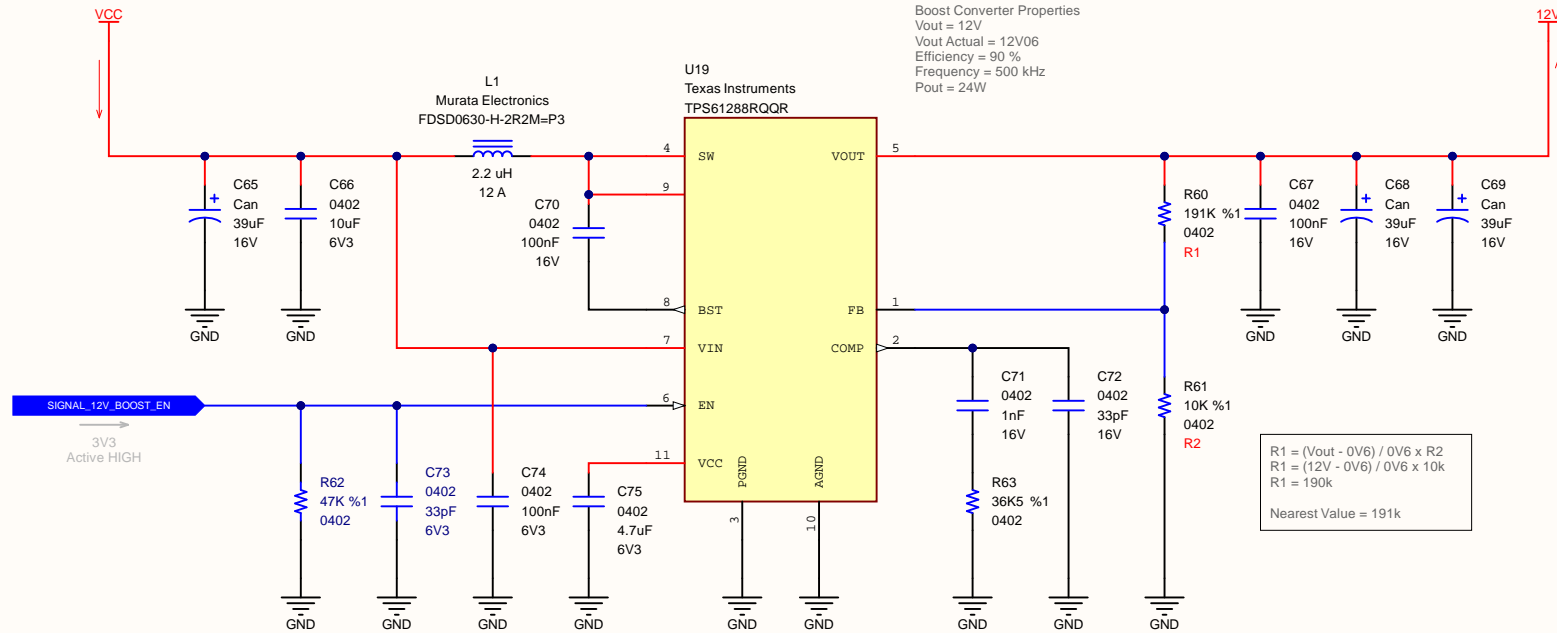 VCC
Boost Converter Properties
Vout = 12V
Vout Actual = 12V06
Efficiency = 90 %
Frequency = 500 kHz
Pout = 24W
12V
L1
Murata Electronics
FDSD0630-H-2R2M=P3
2.2 uH
12 A
U19
Texas Instruments
TPS61288RQQR
4
SW
9
8
BST
7
VIN
6
EN
11
VCC
VOUT
5
FB
1
COMP
2
PGND
3
AGND
10
C65
Can
39uF
16V
+
GND
C66
0402
10uF
6V3
GND
C70
0402
100nF
16V
R60
191K %1
0402
R1
C67
0402
100nF
16V
GND
C68
Can
39uF
16V
+
GND
C69
Can
39uF
16V
+
GND
SIGNAL_12V_BOOST_EN
3V3
Active HIGH
R62
47K %1
0402
GND
C73
0402
33pF
6V3
GND
C74
0402
100nF
6V3
GND
C75
0402
4.7uF
6V3
GND
GND
GND
C71
0402
1nF
16V
R63
36K5 %1
0402
GND
C72
0402
33pF
16V
GND
R61
10K %1
0402
R2
GND
R1 = (Vout - 0V6) / 0V6 x R2
R1 = (12V - 0V6) / 0V6 x 10k
R1 = 190k
Nearest Value = 191k